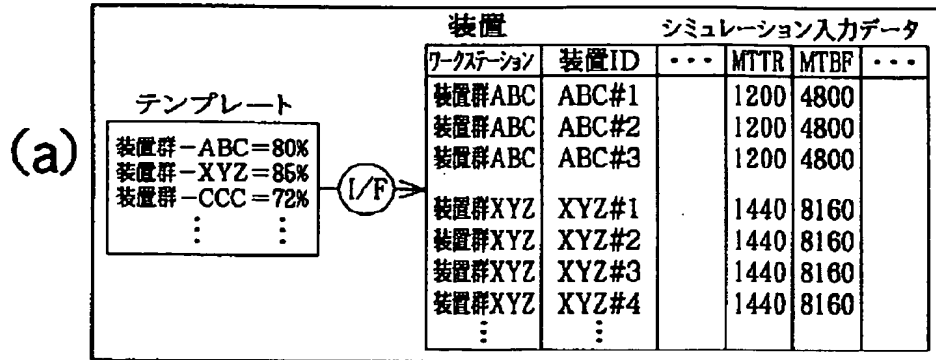 (a)
テンプレート
装置群－ABC＝80%
装置群－XYZ＝85%
装置群－CCC＝72%
⋮ ⋮
I/F
装置 シミュレーション入力データ
ワークステーション 装置ID ・・・ MTTR MTBF ・・・
装置群ABC ABC#1 1200 4800
装置群ABC ABC#2 1200 4800
装置群ABC ABC#3 1200 4800
装置群XYZ XYZ#1 1440 8160
装置群XYZ XYZ#2 1440 8160
装置群XYZ XYZ#3 1440 8160
装置群XYZ XYZ#4 1440 8160
⋮ ⋮